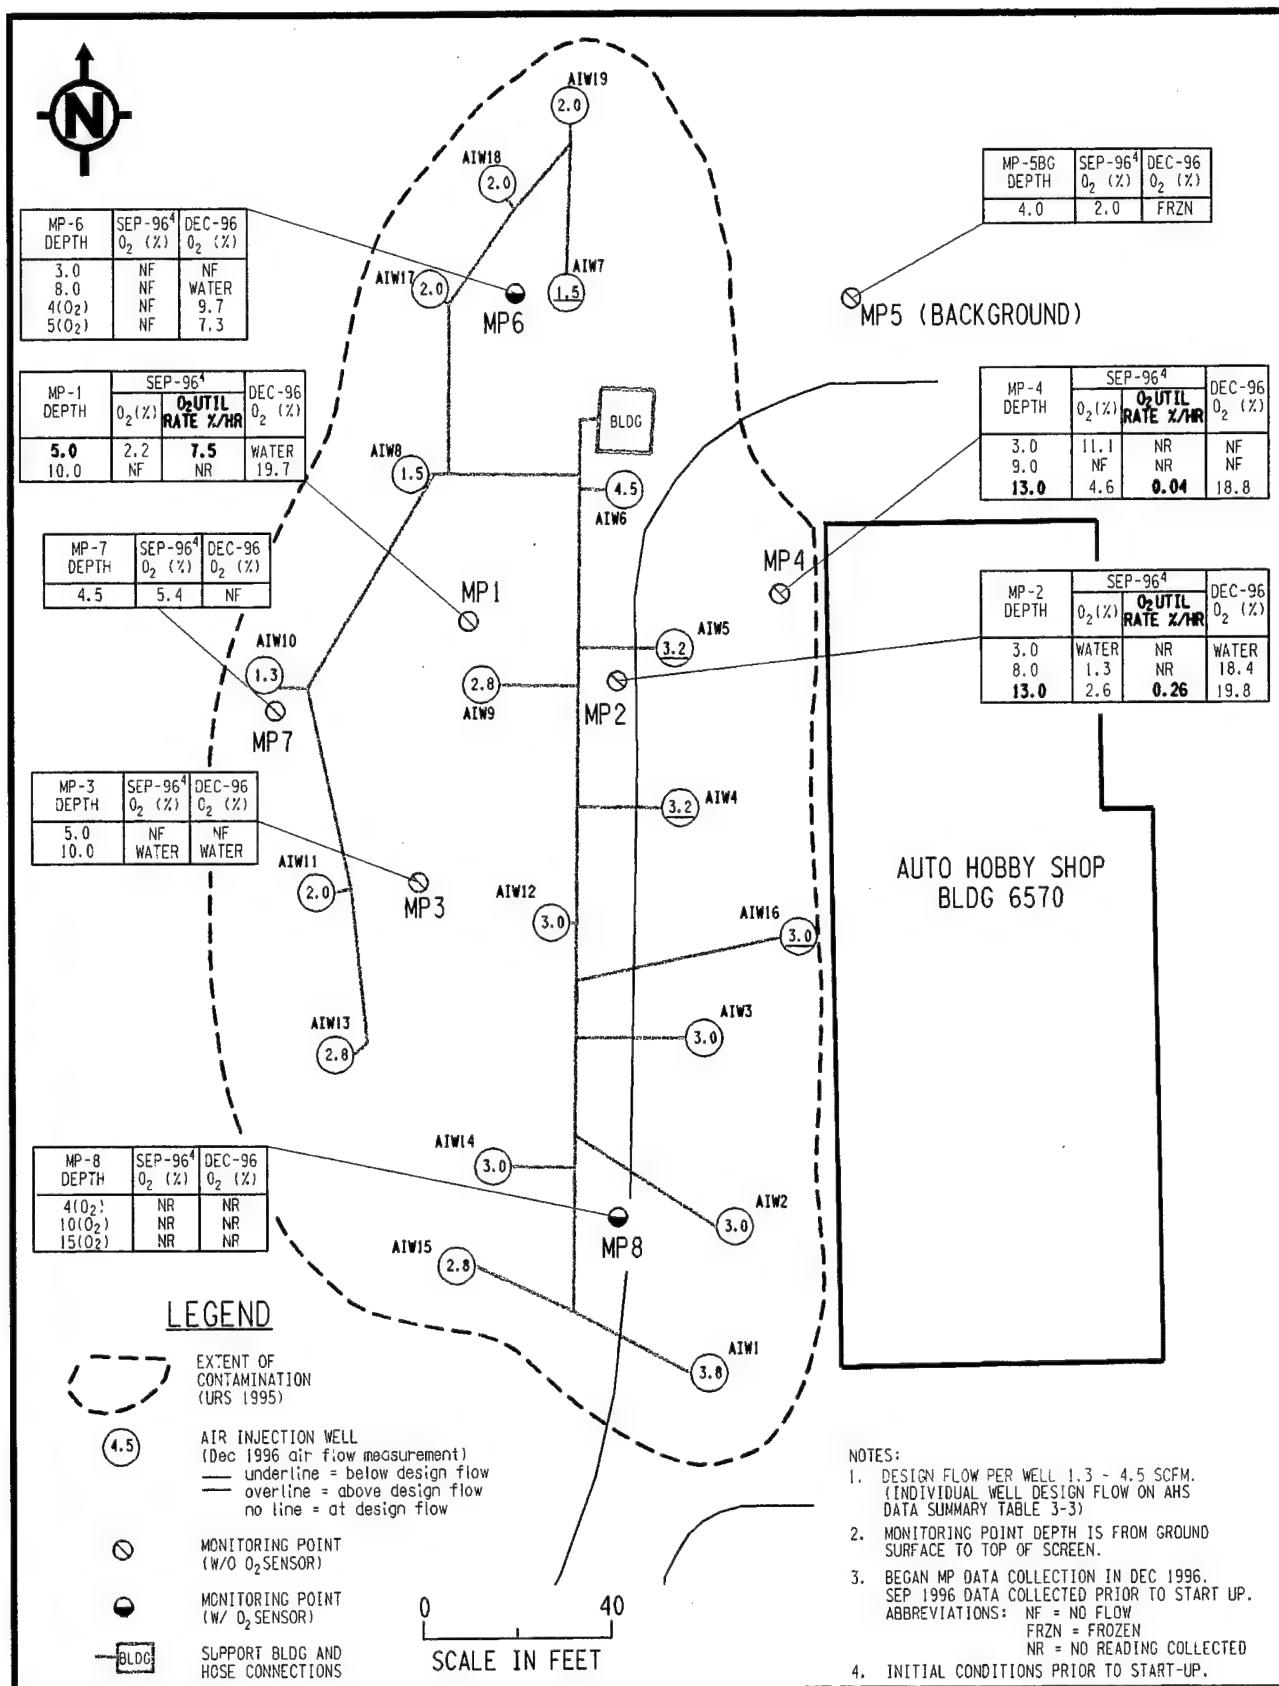 N
AIW19
2.0
AIW18
2.0
MP-5BG DEPTH SEP-96⁴ O₂ (%) DEC-96 O₂ (%)
4.0 2.0 FRZN
MP-6 DEPTH SEP-96⁴ O₂ (%) DEC-96 O₂ (%)
3.0 NF NF
8.0 NF WATER
4(O₂) NF 9.7
5(O₂) NF 7.3
AIW17
2.0
AIW7
1.5
MP6
MP5 (BACKGROUND)
MP-1 DEPTH SEP-96⁴ O₂(%) O₂UTIL RATE %/HR DEC-96 O₂ (%)
5.0 2.2 7.5 WATER
10.0 NF NR 19.7
BLDG
MP-4 DEPTH SEP-96⁴ O₂(%) O₂UTIL RATE %/HR DEC-96 O₂ (%)
3.0 11.1 NR NF
9.0 NF NR NF
13.0 4.6 0.04 18.8
AIW8
1.5
4.5
AIW6
MP-7 DEPTH SEP-96⁴ O₂ (%) DEC-96 O₂ (%)
4.5 5.4 NF
MP1
MP4
MP-2 DEPTH SEP-96⁴ O₂(%) O₂UTIL RATE %/HR DEC-96 O₂ (%)
3.0 WATER NR WATER
8.0 1.3 NR 18.4
13.0 2.6 0.26 19.8
AIW10
1.3
AIW5
3.2
2.8
AIW9
MP2
MP7
MP-3 DEPTH SEP-96⁴ O₂ (%) DEC-96 O₂ (%)
5.0 NF NF
10.0 WATER WATER
AIW4
3.2
AIW11
2.0
MP3
AIW12
3.0
AIW16
3.0
AUTO HOBBY SHOP
BLDG 6570
AIW13
2.8
AIW3
3.0
MP-8 DEPTH SEP-96⁴ O₂ (%) DEC-96 O₂ (%)
4(O₂) NR NR
10(O₂) NR NR
15(O₂) NR NR
AIW14
3.0
AIW2
3.0
MP8
AIW15
2.8
AIW1
3.8
LEGEND
EXTENT OF
CONTAMINATION
(URS 1995)
4.5
AIR INJECTION WELL
(Dec 1996 air flow measurement)
underline = below design flow
overline = above design flow
no line = at design flow
MONITORING POINT
(W/O O₂SENSOR)
MONITORING POINT
(W/ O₂SENSOR)
BLDG
SUPPORT BLDG AND
HOSE CONNECTIONS
0 40
SCALE IN FEET
NOTES:
1. DESIGN FLOW PER WELL 1.3 - 4.5 SCFM.
(INDIVIDUAL WELL DESIGN FLOW ON AHS
DATA SUMMARY TABLE 3-3)
2. MONITORING POINT DEPTH IS FROM GROUND
SURFACE TO TOP OF SCREEN.
3. BEGAN MP DATA COLLECTION IN DEC 1996.
SEP 1996 DATA COLLECTED PRIOR TO START UP.
ABBREVIATIONS: NF = NO FLOW
FRZN = FROZEN
NR = NO READING COLLECTED
4. INITIAL CONDITIONS PRIOR TO START-UP.